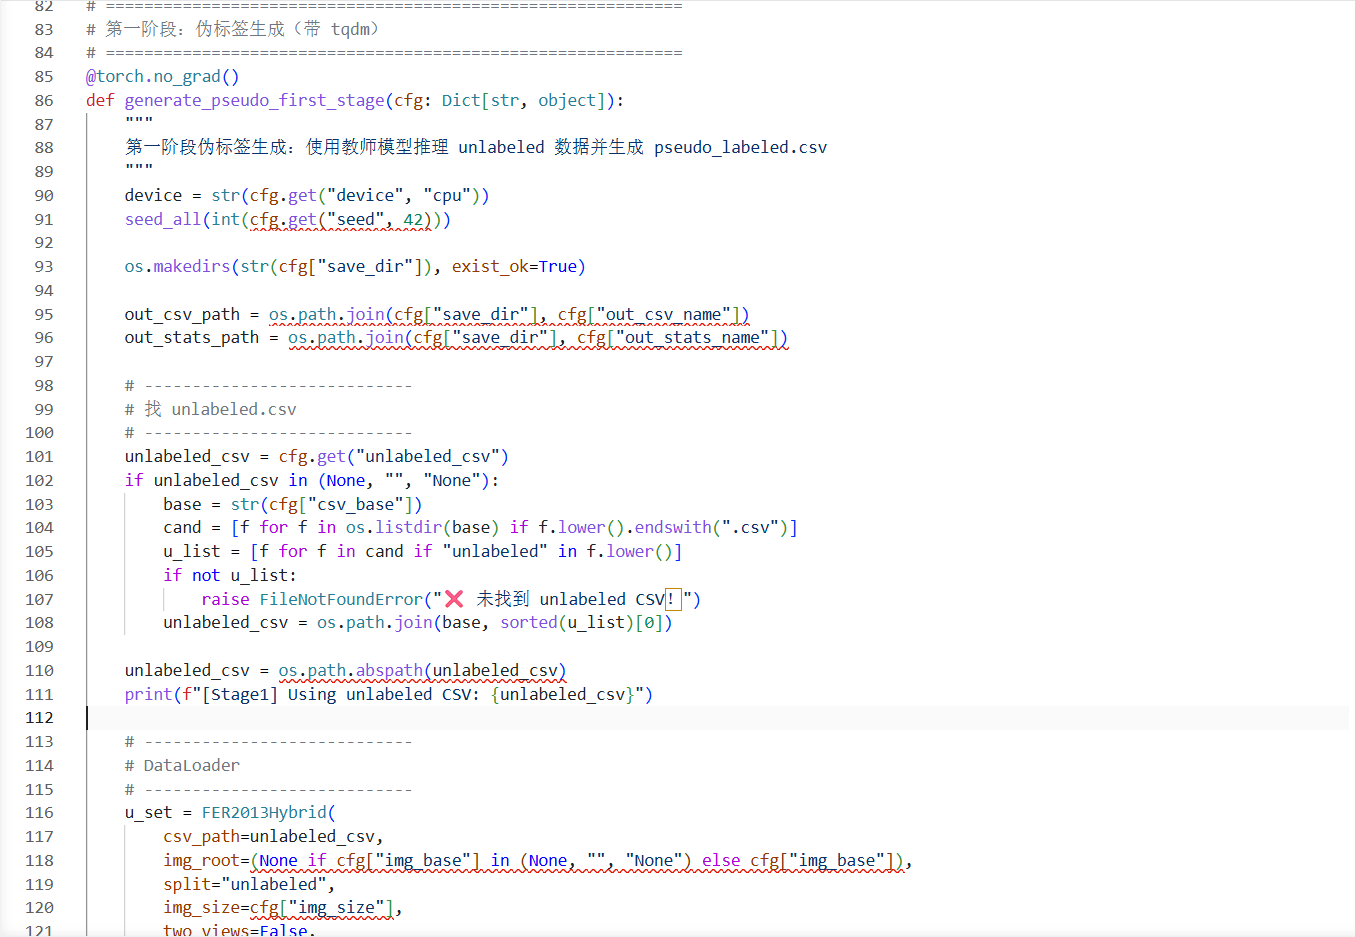 82 # ============================================================
83 # 第一阶段：伪标签生成（带 tqdm）
84 # ============================================================
85 @torch.no_grad()
86 def generate_pseudo_first_stage(cfg: Dict[str, object]):
87     """
88     第一阶段伪标签生成：使用教师模型推理 unlabeled 数据并生成 pseudo_labeled.csv
89     """
90     device = str(cfg.get("device", "cpu"))
91     seed_all(int(cfg.get("seed", 42)))
92
93     os.makedirs(str(cfg["save_dir"]), exist_ok=True)
94
95     out_csv_path = os.path.join(cfg["save_dir"], cfg["out_csv_name"])
96     out_stats_path = os.path.join(cfg["save_dir"], cfg["out_stats_name"])
97
98     # ----------------------------
99     # 找 unlabeled.csv
100     # ----------------------------
101     unlabeled_csv = cfg.get("unlabeled_csv")
102     if unlabeled_csv in (None, "", "None"):
103         base = str(cfg["csv_base"])
104         cand = [f for f in os.listdir(base) if f.lower().endswith(".csv")]
105         u_list = [f for f in cand if "unlabeled" in f.lower()]
106         if not u_list:
107             raise FileNotFoundError("❌ 未找到 unlabeled CSV！")
108         unlabeled_csv = os.path.join(base, sorted(u_list)[0])
109
110     unlabeled_csv = os.path.abspath(unlabeled_csv)
111     print(f"[Stage1] Using unlabeled CSV: {unlabeled_csv}")
112
113     # ----------------------------
114     # DataLoader
115     # ----------------------------
116     u_set = FER2013Hybrid(
117         csv_path=unlabeled_csv,
118         img_root=(None if cfg["img_base"] in (None, "", "None") else cfg["img_base"]),
119         split="unlabeled",
120         img_size=cfg["img_size"],
121         two_views=False,